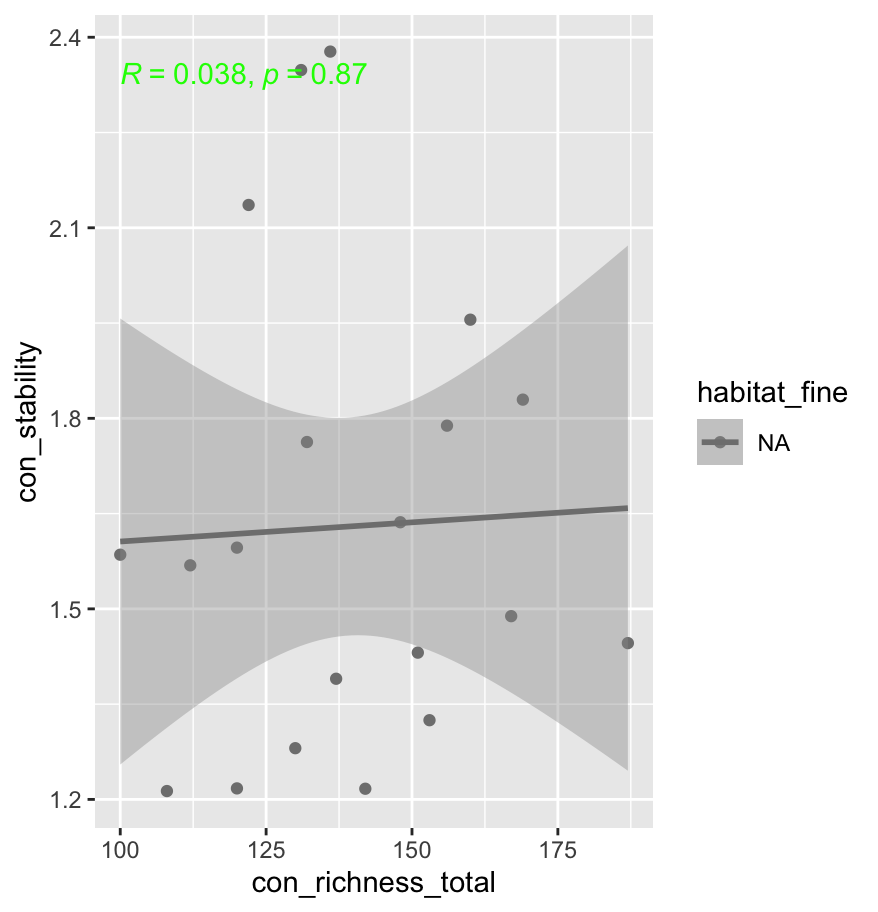 2.4
R = 0.038, p = 0.87
2.1
1.8
1.5
1.2
con_stability
100 125 150 175
con_richness_total
habitat_fine
NA